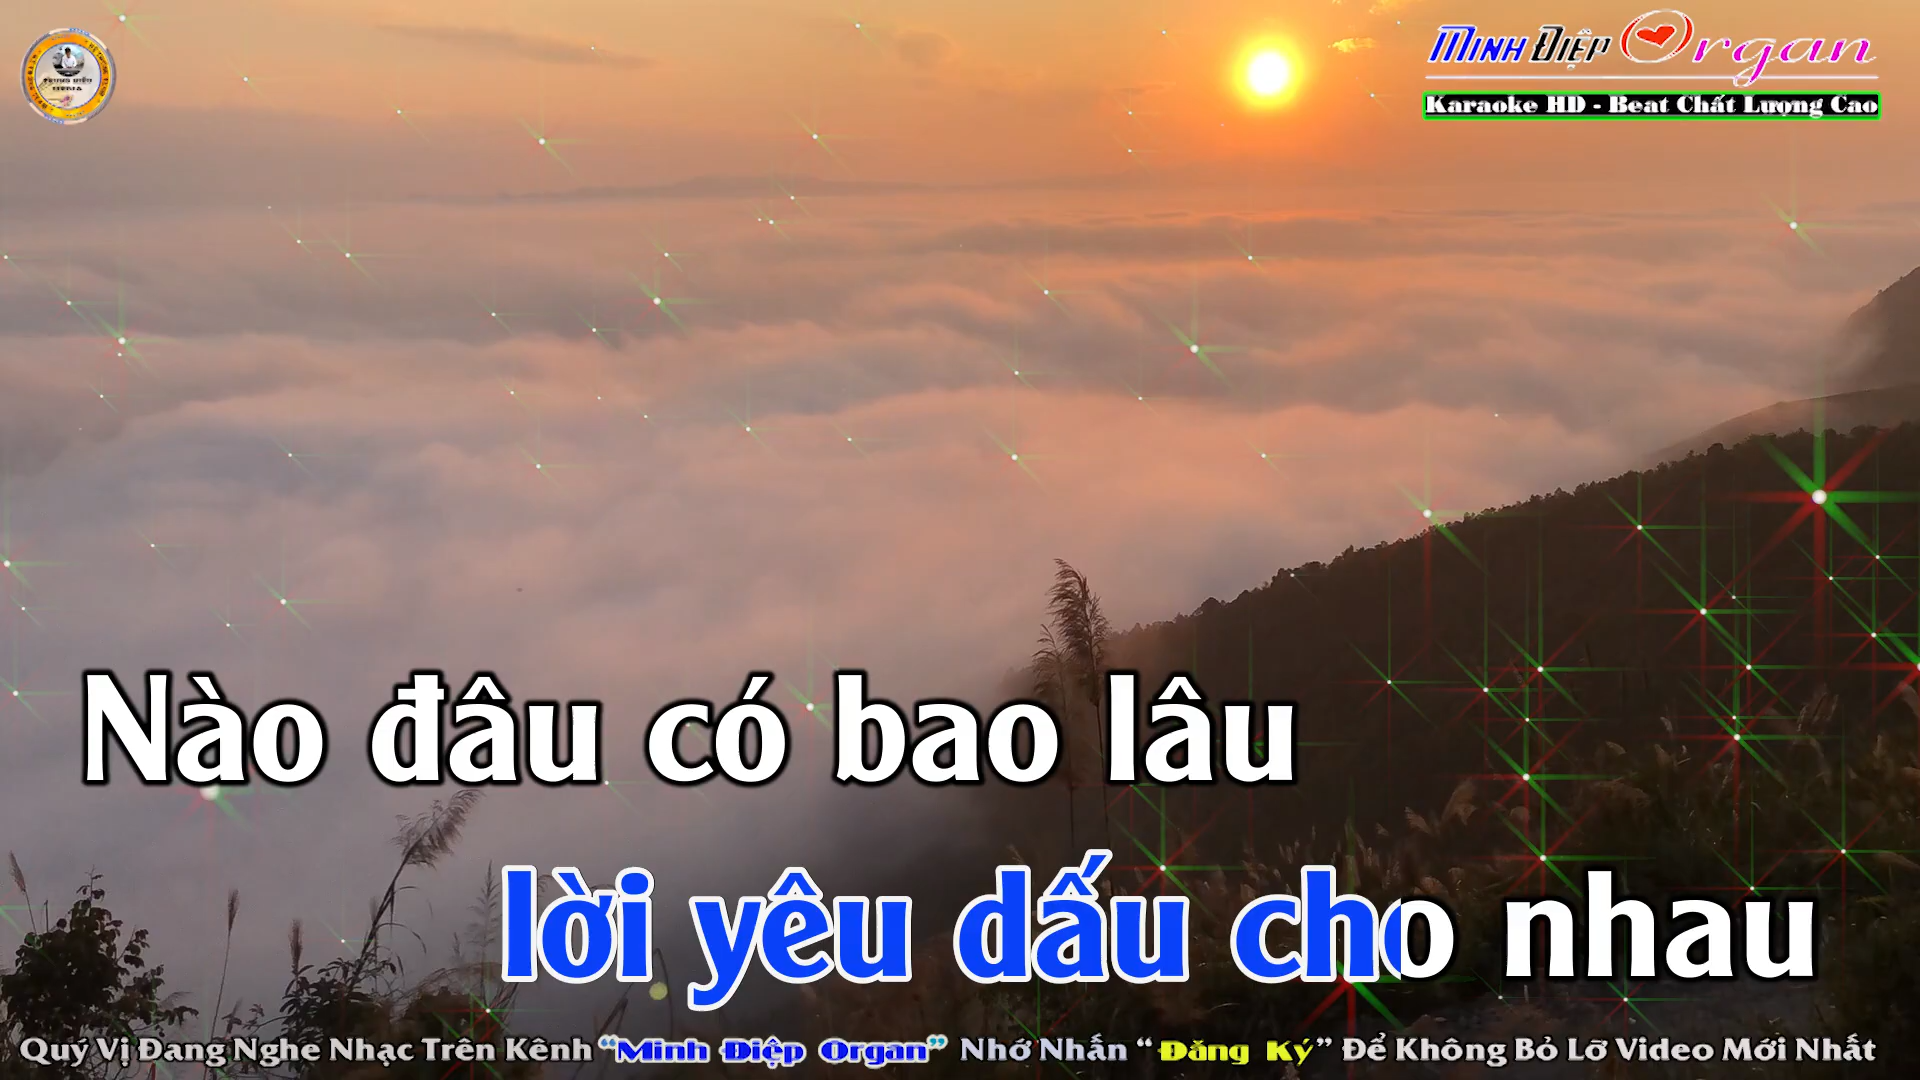 Minh Điệp Organ
Karaoke HD - Beat Chất Lượng Cao
Nào đâu có bao lâu
lời yêu dấu cho nhau
Quý Vị Đang Nghe Nhạc Trên Kênh “Minh Điệp Organ” Nhớ Nhấn “ Đăng Ký” Để Không Bỏ Lỡ Video Mới Nhất